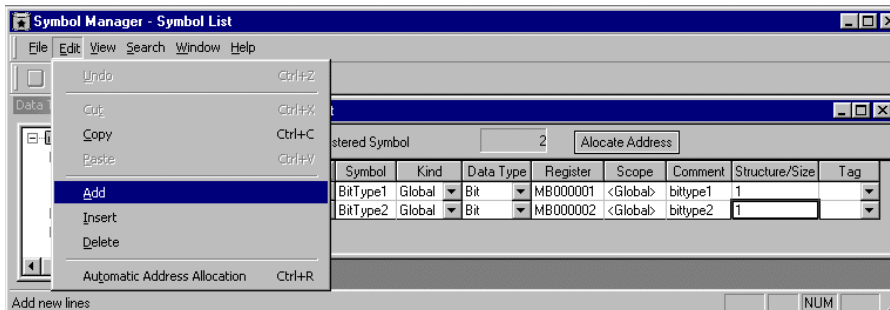 Symbol Manager - Symbol List
File Edit View Search Window Help
Undo Ctrl+Z
Cut Ctrl+X
Copy Ctrl+C
Paste Ctrl+V
Add
Insert
Delete
Automatic Address Allocation Ctrl+R
Data
stered Symbol 2 Alocate Address
Symbol Kind Data Type Register Scope Comment Structure/Size Tag
BitType1 Global Bit MB000001 <Global> bittype1 1
BitType2 Global Bit MB000002 <Global> bittype2 1
Add new lines NUM